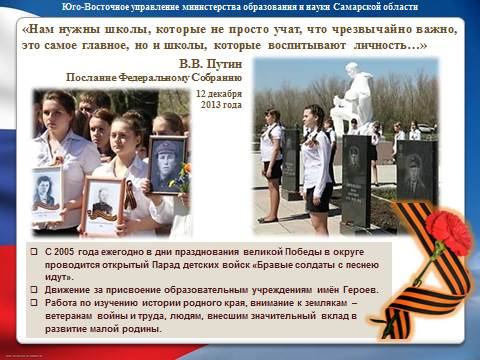 Юго-Восточное управление министерства образования и науки Самарской области
«Нам нужны школы, которые не просто учат, что чрезвычайно важно,
это самое главное, но и школы, которые воспитывают личность…»
В.В. Путин
Послание Федеральному Собранию
12 декабря
2013 года
С 2005 года ежегодно в дни празднования великой Победы в округе
проводится открытый Парад детских войск «Бравые солдаты с песнею
идут».
Движение за присвоение образовательным учреждениям имён Героев.
Работа по изучению истории родного края, внимание к землякам –
ветеранам войны и труда, людям, внесшим значительный вклад в
развитие малой родины.